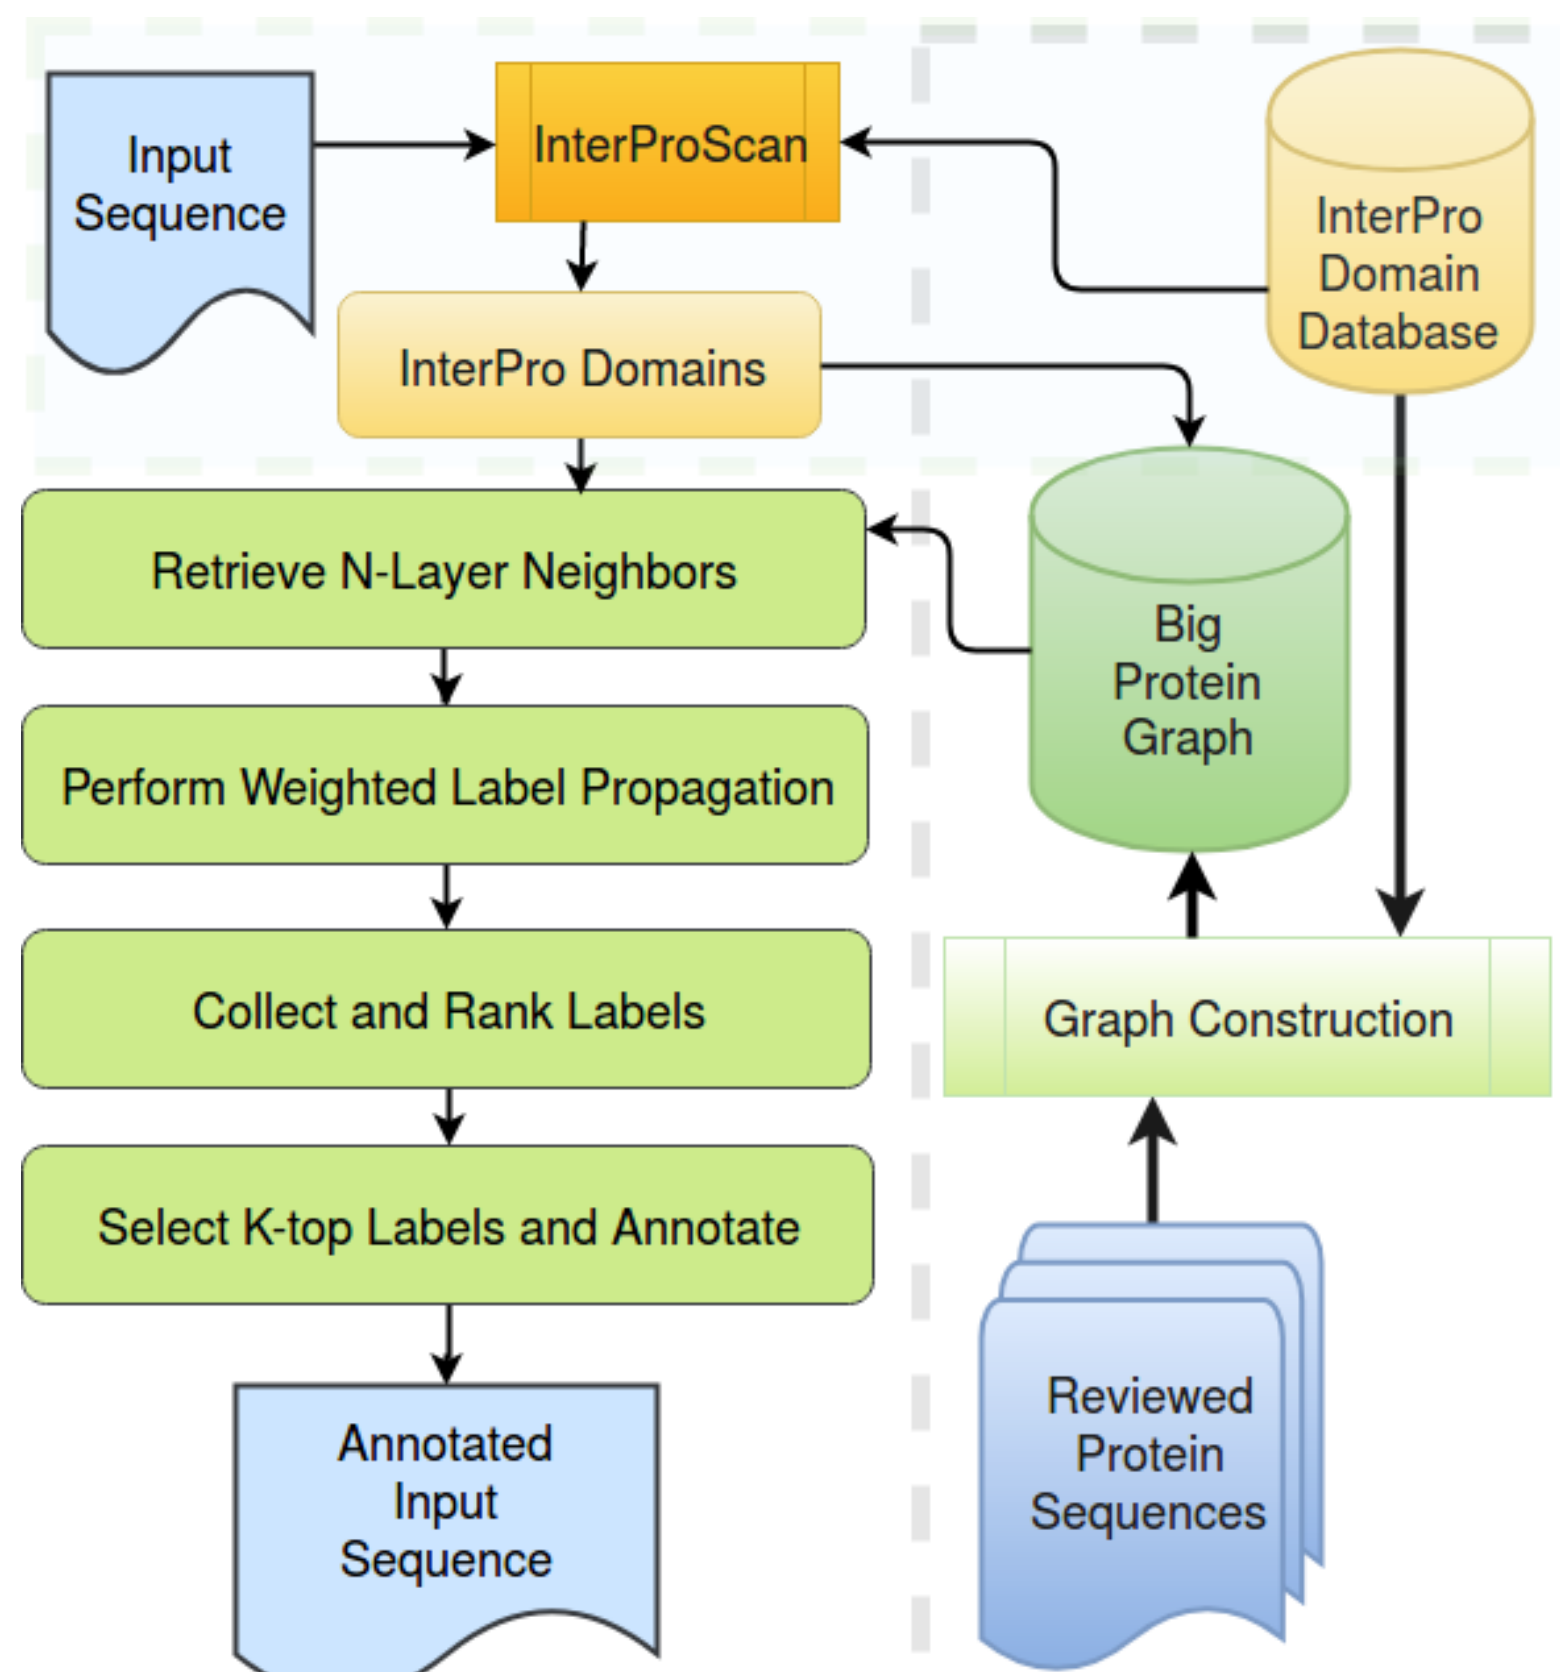 Input
Sequence
InterProScan
InterPro
Domain
Database
InterPro Domains
Retrieve N-Layer Neighbors
Big
Protein
Graph
Perform Weighted Label Propagation
Collect and Rank Labels
Graph Construction
Select K-top Labels and Annotate
Annotated
Input
Sequence
Reviewed
Protein
Sequences